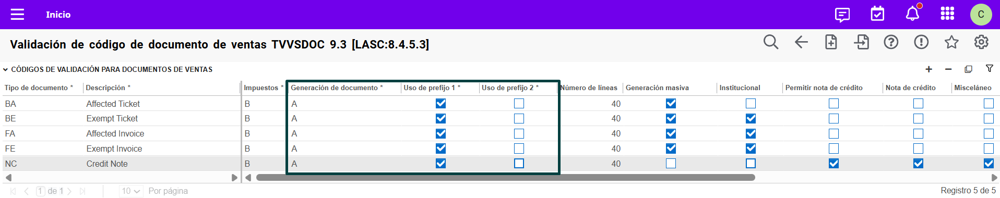 Inicio
C
Validación de código de documento de ventas TVVSDOC 9.3 [LASC:8.4.5.3]
CÓDIGOS DE VALIDACIÓN PARA DOCUMENTOS DE VENTAS
Tipo de documento * Descripción * Impuestos * Generación de documento * Uso de prefijo 1 * Uso de prefijo 2 * Número de líneas Generación masiva Institucional Permitir nota de crédito Nota de crédito Misceláneo
BA Affected Ticket B A 40
BE Exempt Ticket B A 40
FA Affected Invoice B A 40
FE Exempt Invoice B A 40
NC Credit Note B A 40
1 de 1 10 Por página Registro 5 de 5